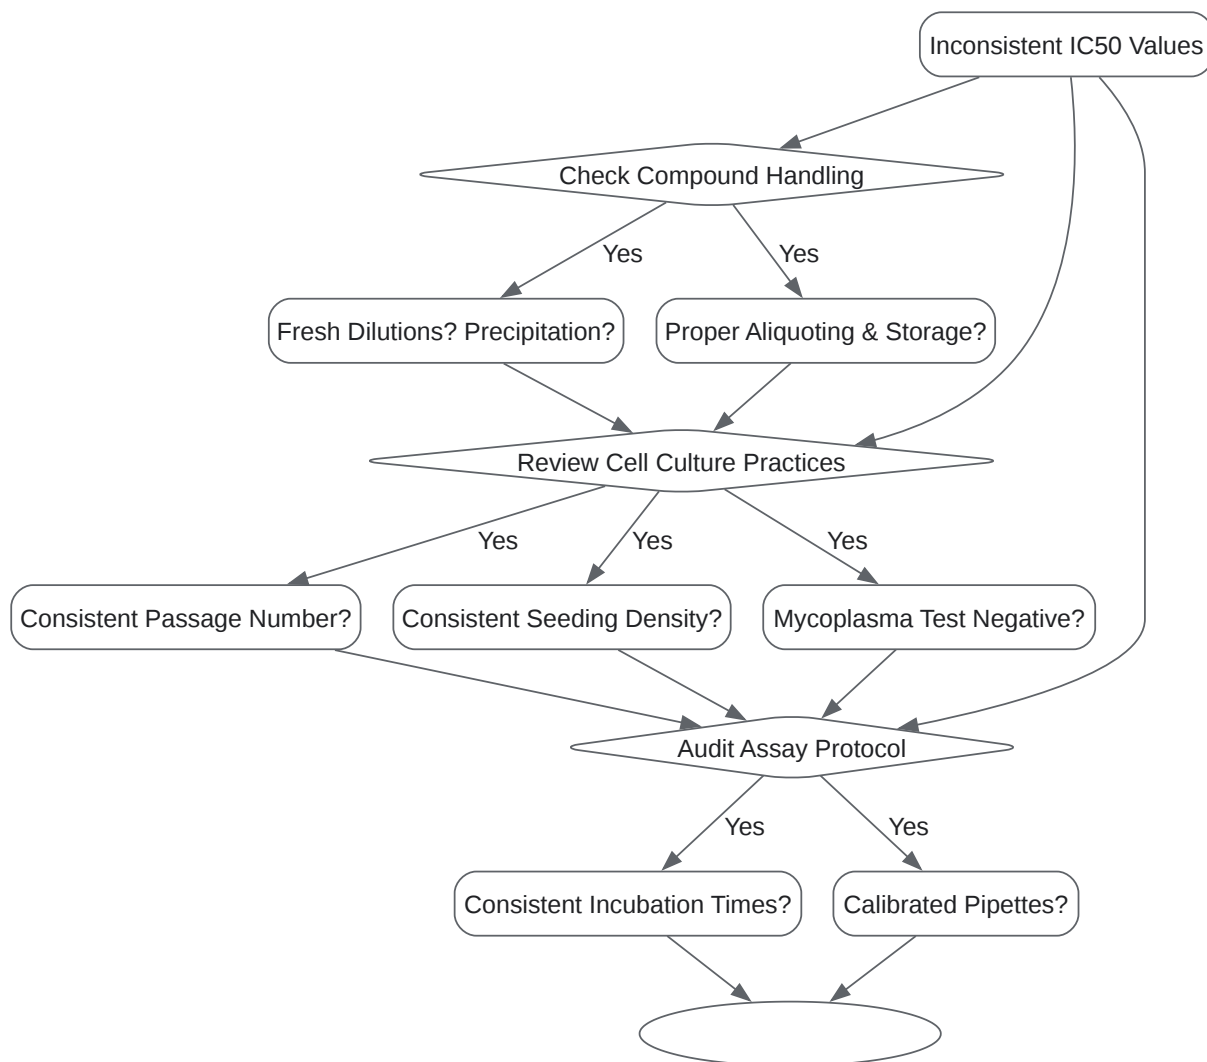 Inconsistent IC50 Values
Check Compound Handling
Yes
Yes
Fresh Dilutions? Precipitation?
Proper Aliquoting & Storage?
Review Cell Culture Practices
Yes
Yes
Yes
Consistent Passage Number?
Consistent Seeding Density?
Mycoplasma Test Negative?
Audit Assay Protocol
Yes
Yes
Consistent Incubation Times?
Calibrated Pipettes?